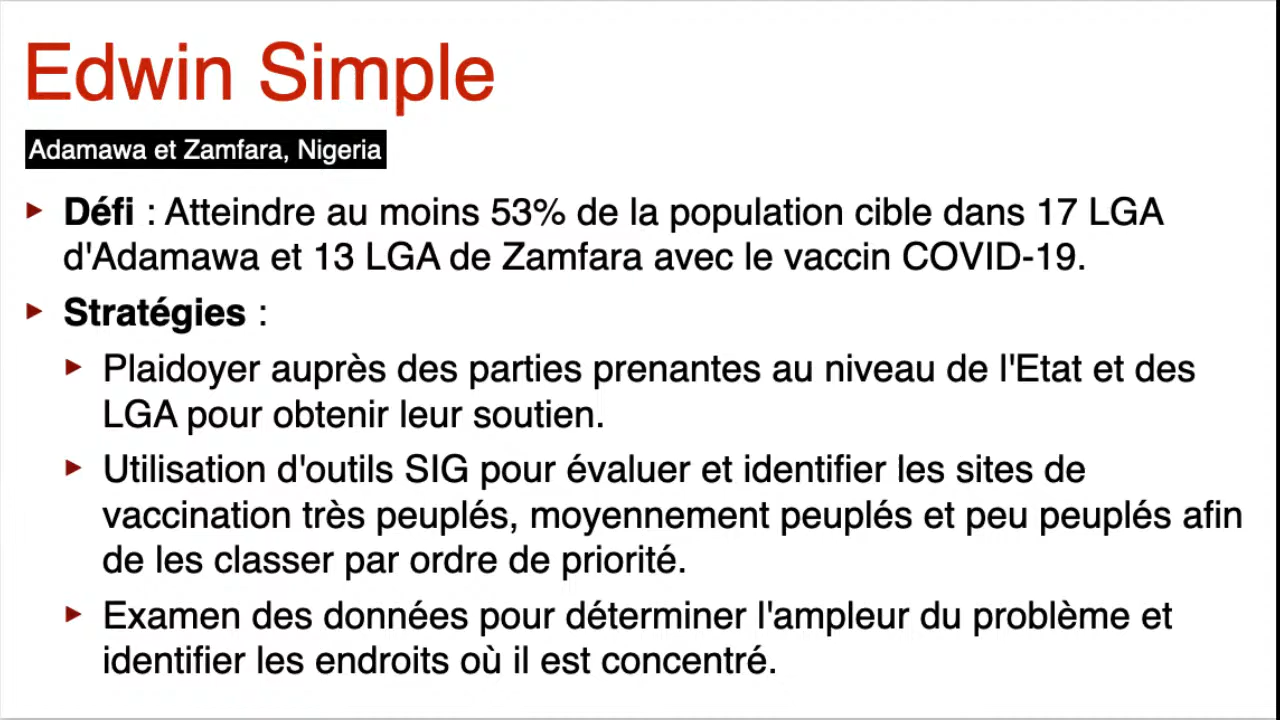 Edwin Simple
Adamawa et Zamfara, Nigeria
▸ Défi : Atteindre au moins 53% de la population cible dans 17 LGA
d'Adamawa et 13 LGA de Zamfara avec le vaccin COVID-19.
▸ Stratégies :
▸ Plaidoyer auprès des parties prenantes au niveau de l'Etat et des
LGA pour obtenir leur soutien.
▸ Utilisation d'outils SIG pour évaluer et identifier les sites de
vaccination très peuplés, moyennement peuplés et peu peuplés afin
de les classer par ordre de priorité.
▸ Examen des données pour déterminer l'ampleur du problème et
identifier les endroits où il est concentré.